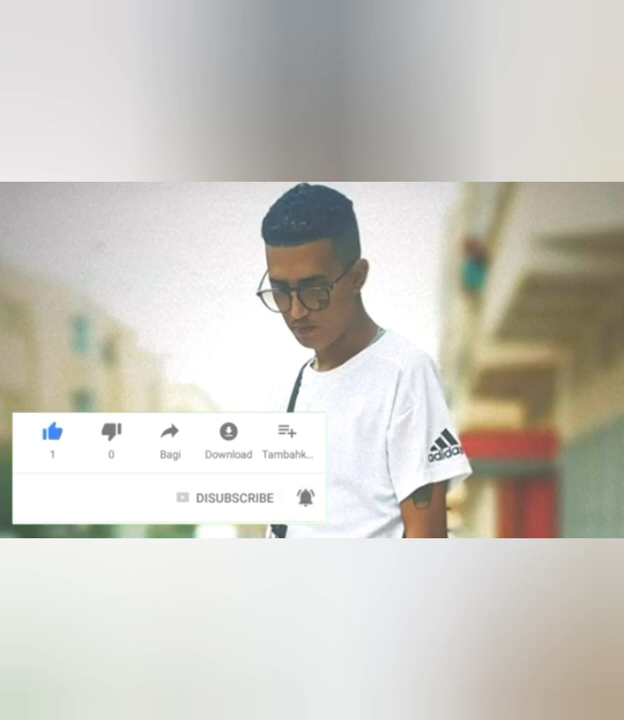 1
0
Bagi
Download
Tambahk...
DISUBSCRIBE
adidas